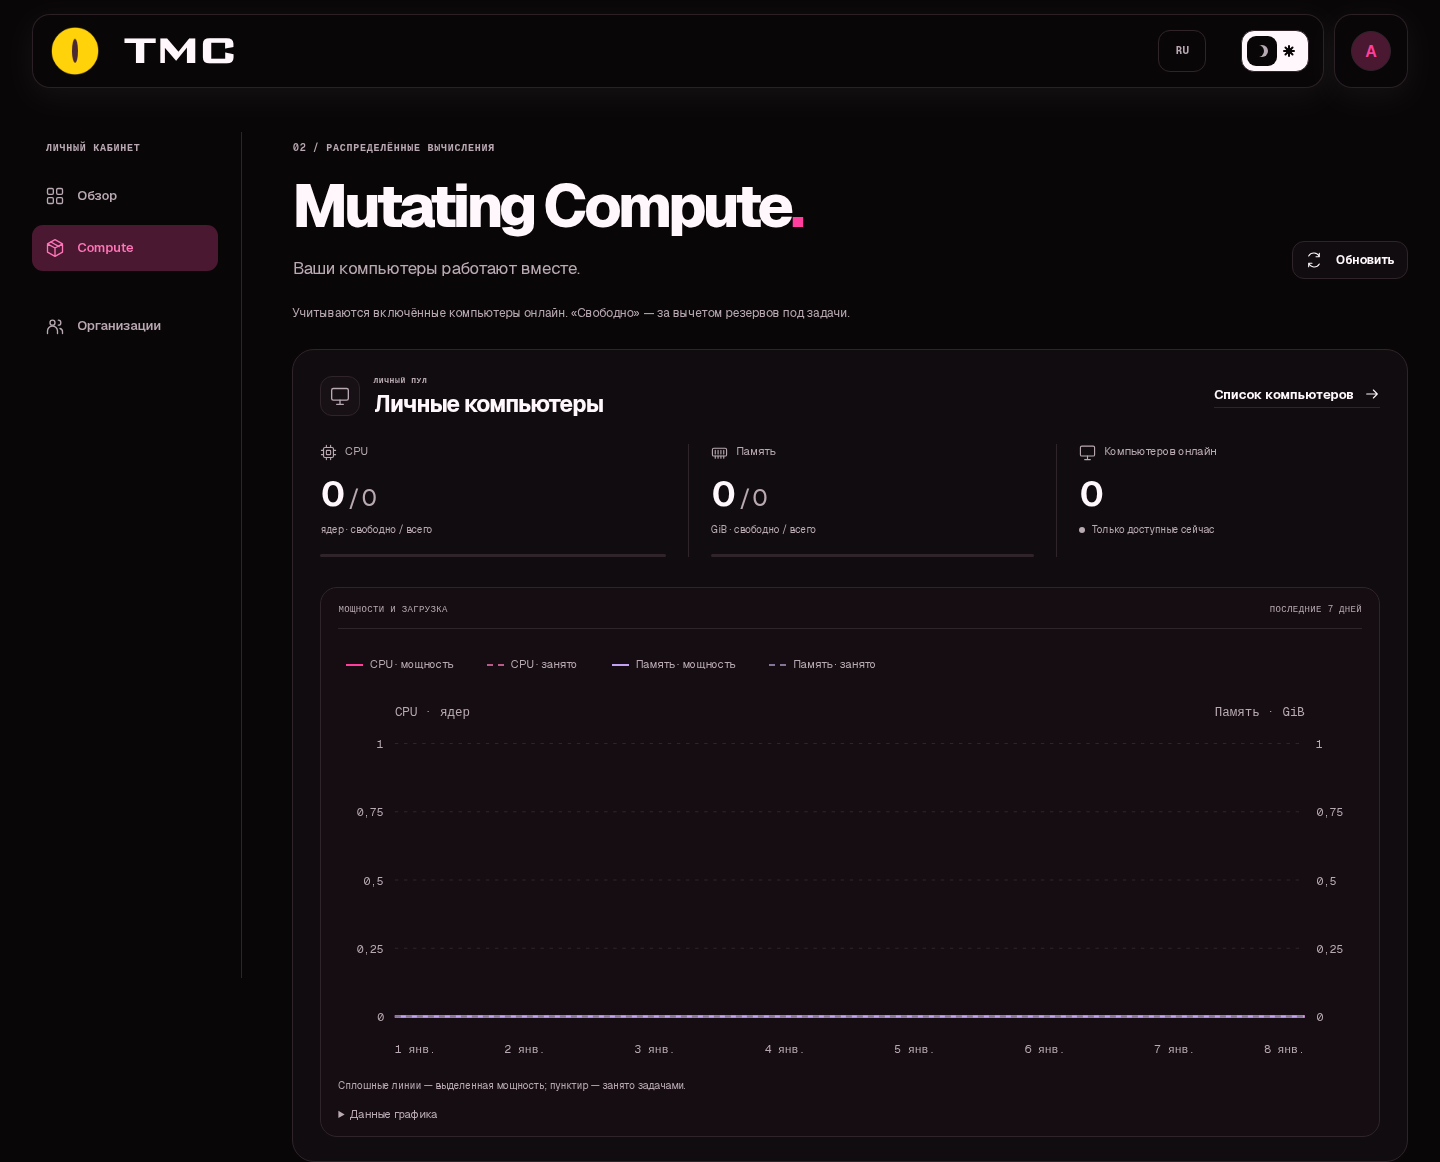 TMC
RU
A
ЛИЧНЫЙ КАБИНЕТ
Обзор
Compute
Организации
02 / РАСПРЕДЕЛЁННЫЕ ВЫЧИСЛЕНИЯ
Mutating Compute.
Ваши компьютеры работают вместе.
Обновить
Учитываются включённые компьютеры онлайн. «Свободно» — за вычетом резервов под задачи.
ЛИЧНЫЙ ПУЛ
Личные компьютеры
Список компьютеров
CPU
0 / 0
ядер · свободно / всего
Память
0 / 0
GiB · свободно / всего
Компьютеров онлайн
0
Только доступные сейчас
МОЩНОСТИ И ЗАГРУЗКА
ПОСЛЕДНИЕ 7 ДНЕЙ
CPU · мощность
CPU · занято
Память · мощность
Память · занято
CPU · ядер
Память · GiB
1 1
0,75 0,75
0,5 0,5
0,25 0,25
0 0
1 янв. 2 янв. 3 янв. 4 янв. 5 янв. 6 янв. 7 янв. 8 янв.
Сплошные линии — выделенная мощность; пунктир — занято задачами.
Данные графика